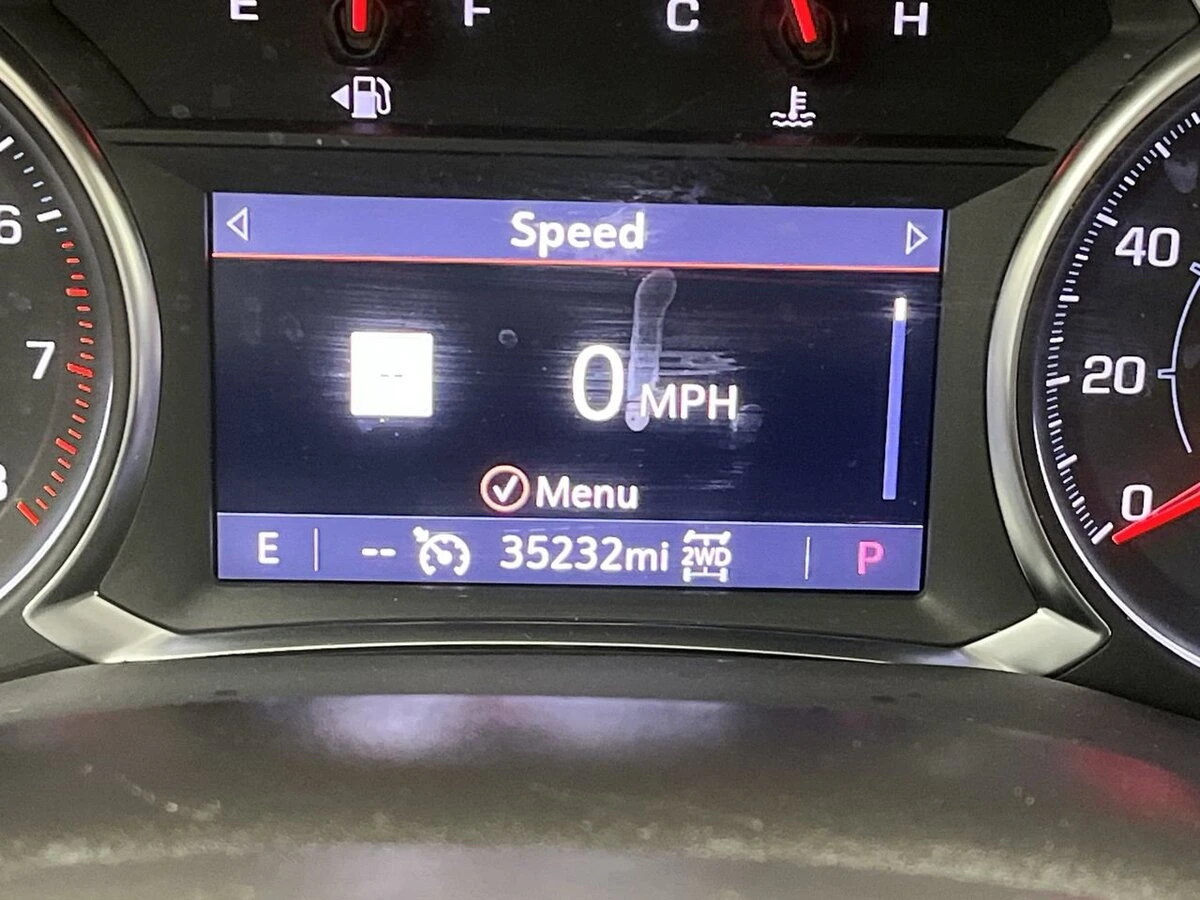 E F C H
Speed
6
40
7
20
-- 0 MPH
Menu
0
E -- 35232mi 2WD P